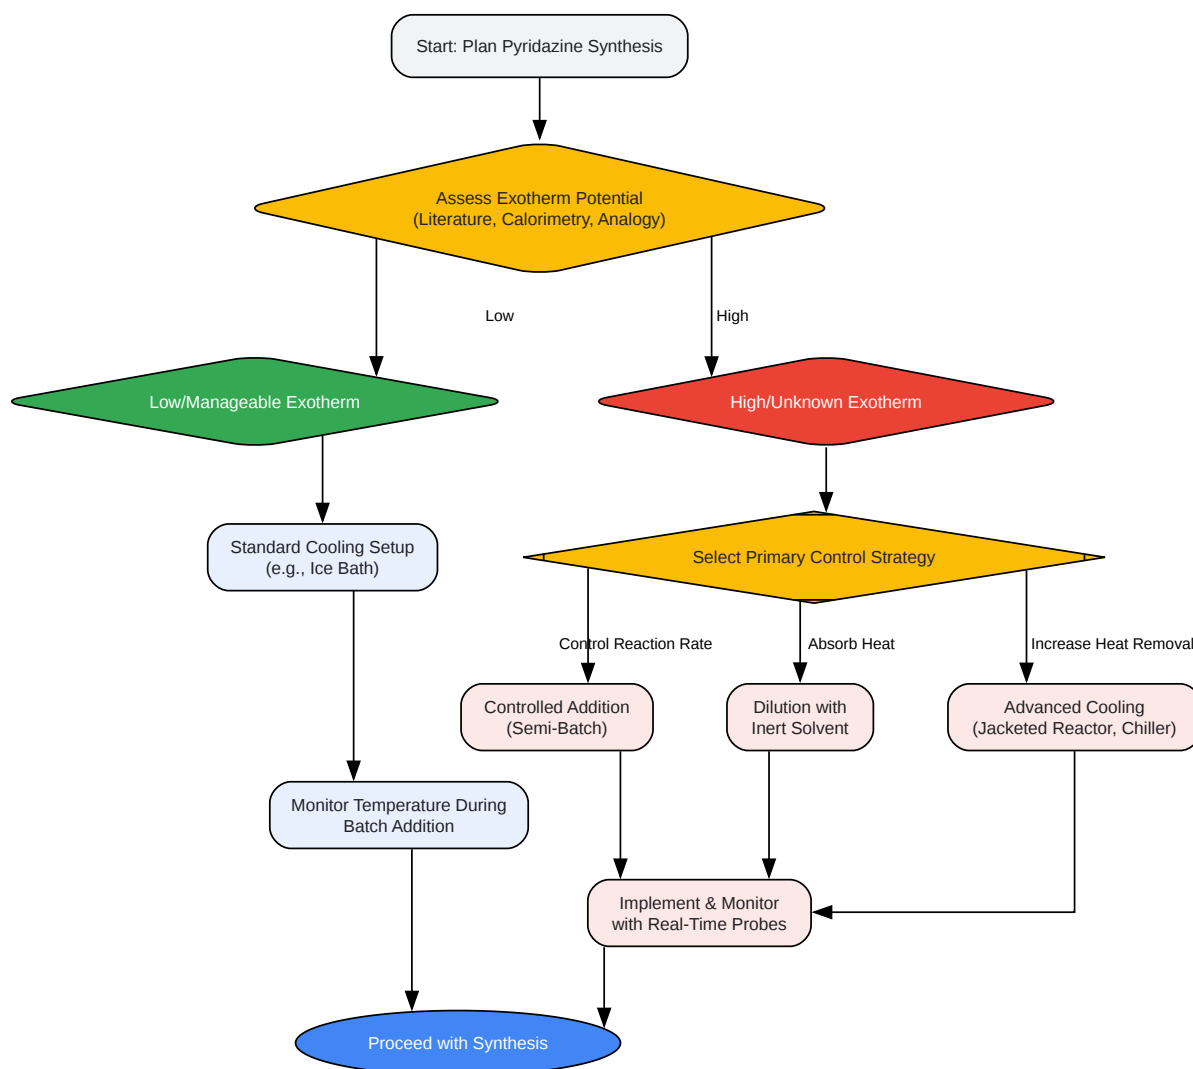 Start: Plan Pyridazine Synthesis
Assess Exotherm Potential
(Literature, Calorimetry, Analogy)
Low
High
Low/Manageable Exotherm
High/Unknown Exotherm
Standard Cooling Setup
(e.g., Ice Bath)
Select Primary Control Strategy
Control Reaction Rate
Absorb Heat
Increase Heat Removal
Controlled Addition
(Semi-Batch)
Dilution with
Inert Solvent
Advanced Cooling
(Jacketed Reactor, Chiller)
Monitor Temperature During
Batch Addition
Implement & Monitor
with Real-Time Probes
Proceed with Synthesis